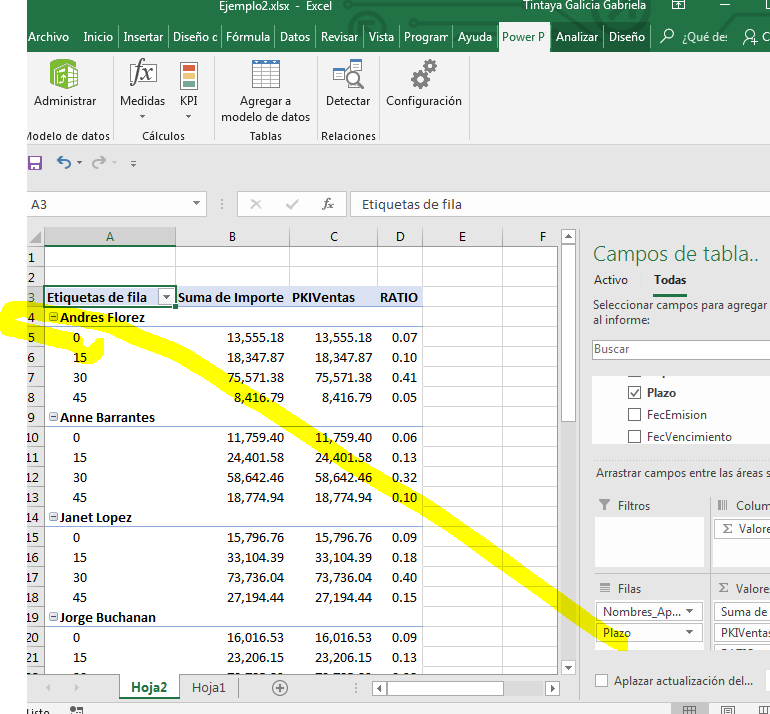 Ejemplo2.xlsx - Excel Tintaya Galicia Gabriela
Archivo Inicio Insertar Diseño c Fórmula Datos Revisar Vista Program Ayuda Power P Analizar Diseño ¿Qué de: C
Administrar Medidas KPI Agregar a modelo de datos Detectar Configuración
Modelo de datos Cálculos Tablas Relaciones
A3 fx Etiquetas de fila
A B C D E F
1
2
3 Etiquetas de fila Suma de Importe PKIVentas RATIO
4 Andres Florez
5 0 13,555.18 13,555.18 0.07
6 15 18,347.87 18,347.87 0.10
7 30 75,571.38 75,571.38 0.41
8 45 8,416.79 8,416.79 0.05
9 Anne Barrantes
10 0 11,759.40 11,759.40 0.06
11 15 24,401.58 24,401.58 0.13
12 30 58,642.46 58,642.46 0.32
13 45 18,774.94 18,774.94 0.10
14 Janet Lopez
15 0 15,796.76 15,796.76 0.09
16 15 33,104.39 33,104.39 0.18
17 30 73,736.04 73,736.04 0.40
18 45 27,194.44 27,194.44 0.15
19 Jorge Buchanan
20 0 16,016.53 16,016.53 0.09
21 15 23,206.15 23,206.15 0.13
Hoja2 Hoja1
Listo
Campos de tabla..
Activo Todas
Seleccionar campos para agregar
al informe:
Buscar
Plazo
FecEmision
FecVencimiento
Arrastrar campos entre las áreas s
Filtros Colum
Σ Valore
Filas Σ Valore
Nombres_Ap... Suma de
Plazo PKIVentas
Aplazar actualización del...